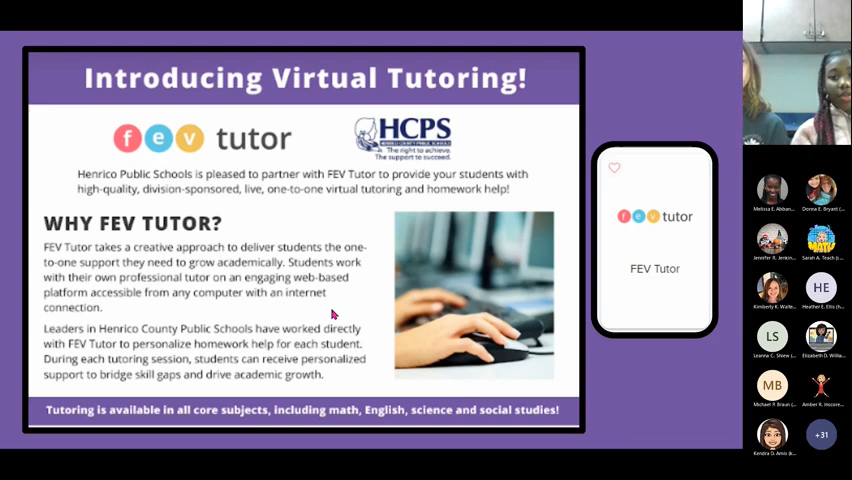 Introducing Virtual Tutoring!
fev tutor
HCPS
HENRICO COUNTY PUBLIC SCHOOLS
The right to achieve.
The support to succeed.
Henrico Public Schools is pleased to partner with FEV Tutor to provide your students with
high-quality, division-sponsored, live, one-to-one virtual tutoring and homework help!
WHY FEV TUTOR?
FEV Tutor takes a creative approach to deliver students the one-
to-one support they need to grow academically. Students work
with their own professional tutor on an engaging web-based
platform accessible from any computer with an internet
connection.
Leaders in Henrico County Public Schools have worked directly
with FEV Tutor to personalize homework help for each student.
During each tutoring session, students can receive personalized
support to bridge skill gaps and drive academic growth.
Tutoring is available in all core subjects, including math, English, science and social studies!
fev tutor
FEV Tutor
Melissa E. Abban...
Donna E. Bryant (...
Jennifer R. Jenkin...
MATH
Sarah A. Teach (s...
Kimberly K. Walte...
HE
Heather E. Ellis (h...
LS
Leanna C. Shiew (...
Elizabeth D. Willia...
MB
Michael P. Braun (...
Amber R. Inscore...
Kendra D. Amis (k...
+31